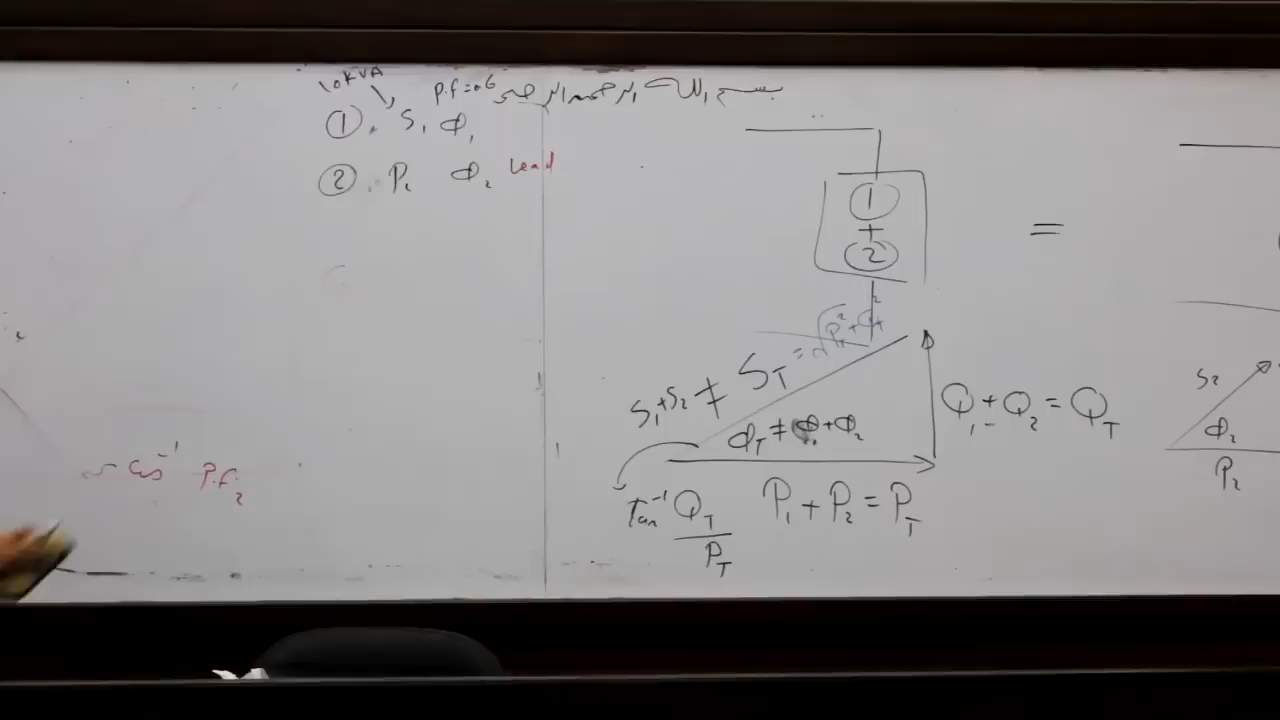 10KVA p.f=0.6 بسم الله الرحمن الرحيم
① S₁ Φ₁
② P₂ Φ₂ Lead
①
+
②
=
S₁+S₂ ≠ S_T = √P_T²+Q_T²
Φ_T ≠ Φ₁+Φ₂
Q₁+Q₂ = Q_T
P₁+P₂ = P_T
Tan⁻¹ Q_T/P_T
S₂
Φ₂
P₂
Cos⁻¹ P.f₂